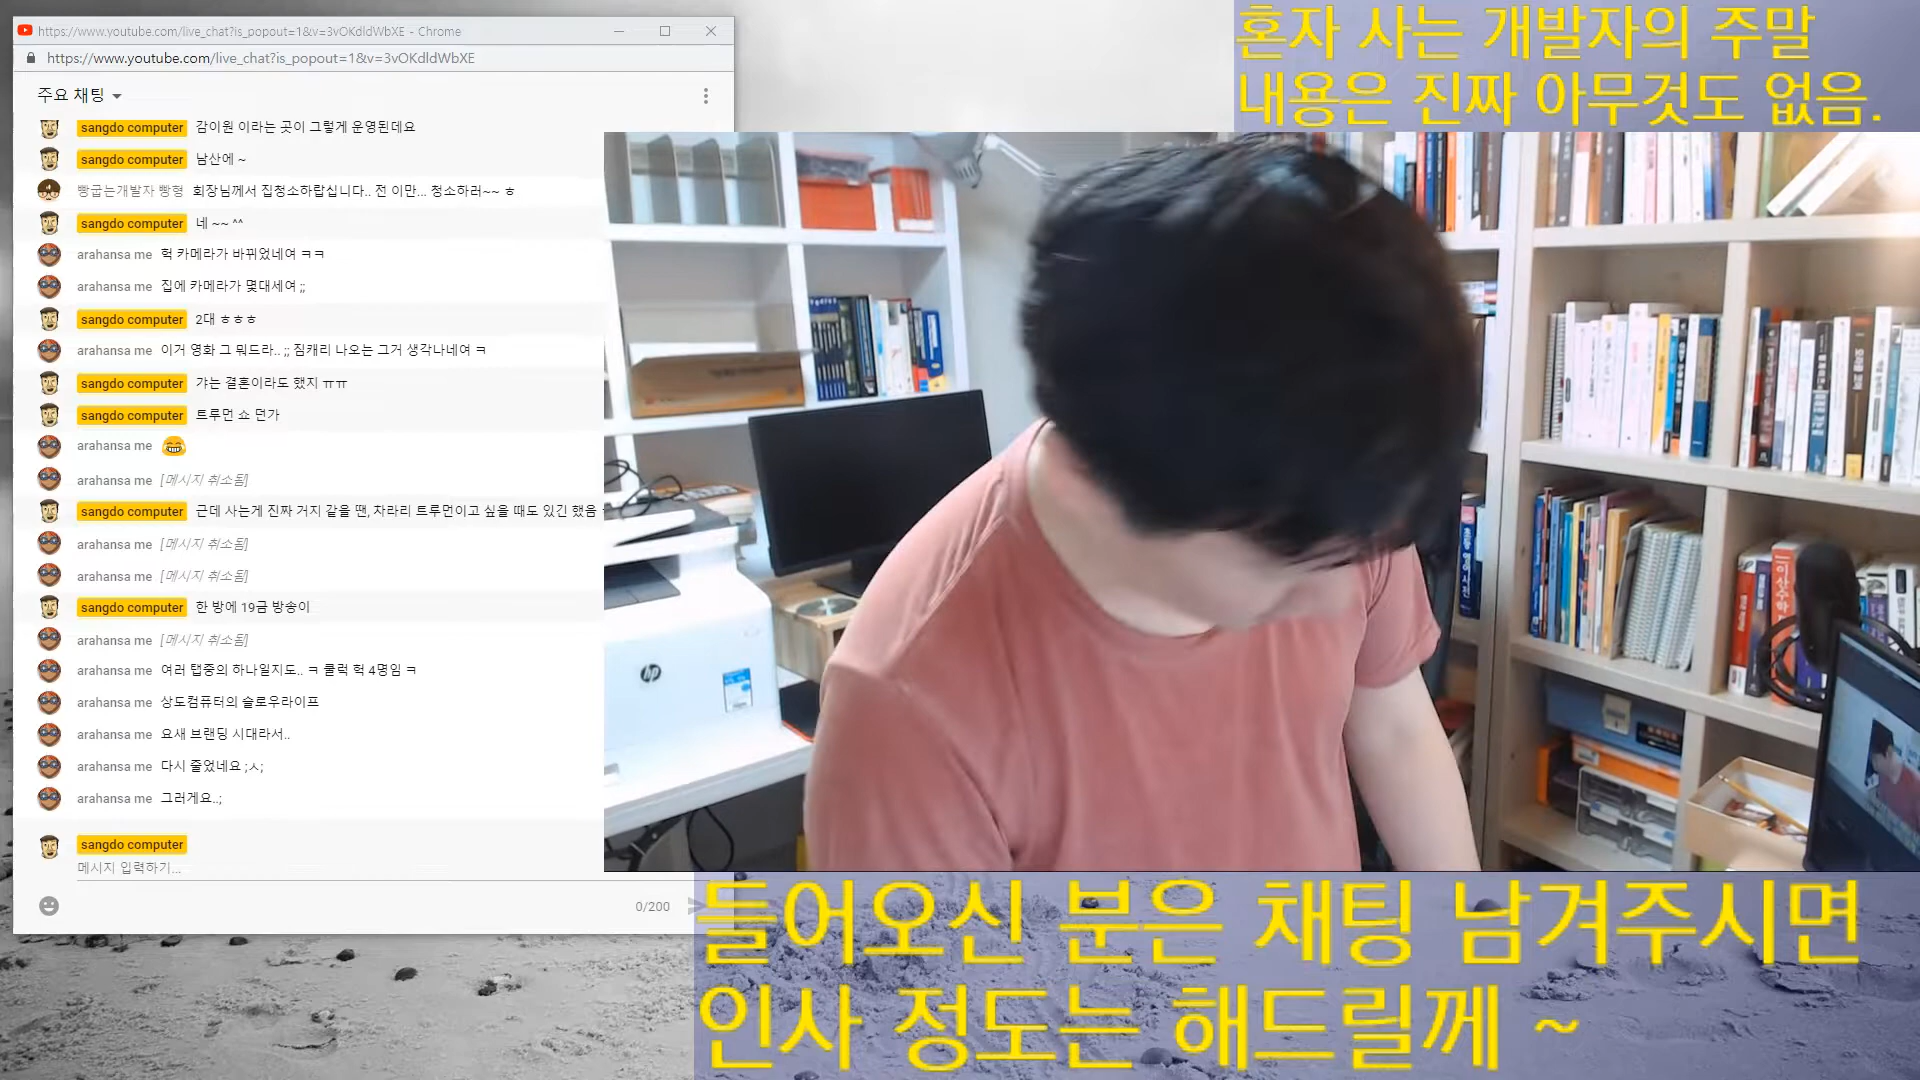 https://www.youtube.com/live_chat?is_popout=1&v=3vOKdldWbXE - Chrome
https://www.youtube.com/live_chat?is_popout=1&v=3vOKdldWbXE
주요 채팅
sangdo computer 감이원 이라는 곳이 그렇게 운영된데요
sangdo computer 남산에 ~
빵굽는개발자 빵형 회장님께서 집청소하랍십니다.. 전 이만... 청소하러~~ ㅎ
sangdo computer 네 ~~ ^^
arahansa me 헉 카메라가 바뀌었네여 ㅋㅋ
arahansa me 집에 카메라가 몇대세여 ;;
sangdo computer 2대 ㅎㅎㅎ
arahansa me 이거 영화 그 뭐드라.. ;; 짐캐리 나오는 그거 생각나네여 ㅋ
sangdo computer 갸는 결혼이라도 했지 ㅠㅠ
sangdo computer 트루먼 쇼 던가
arahansa me 😁
arahansa me [메시지 취소됨]
sangdo computer 근데 사는게 진짜 거지 같을 땐, 차라리 트루먼이고 싶을 때도 있긴 했음
arahansa me [메시지 취소됨]
arahansa me [메시지 취소됨]
sangdo computer 한 방에 19금 방송이
arahansa me [메시지 취소됨]
arahansa me 여러 탭중의 하나일지도.. ㅋ 쿨럭 헉 4명임 ㅋ
arahansa me 상도컴퓨터의 슬로우라이프
arahansa me 요새 브랜딩 시대라서..
arahansa me 다시 줄었네요 ;ㅅ;
arahansa me 그러게요..;
sangdo computer
메시지 입력하기...
0/200
혼자 사는 개발자의 주말
내용은 진짜 아무것도 없음.
hp
이산수학
들어오신 분은 채팅 남겨주시면
인사 정도는 해드릴께 ~